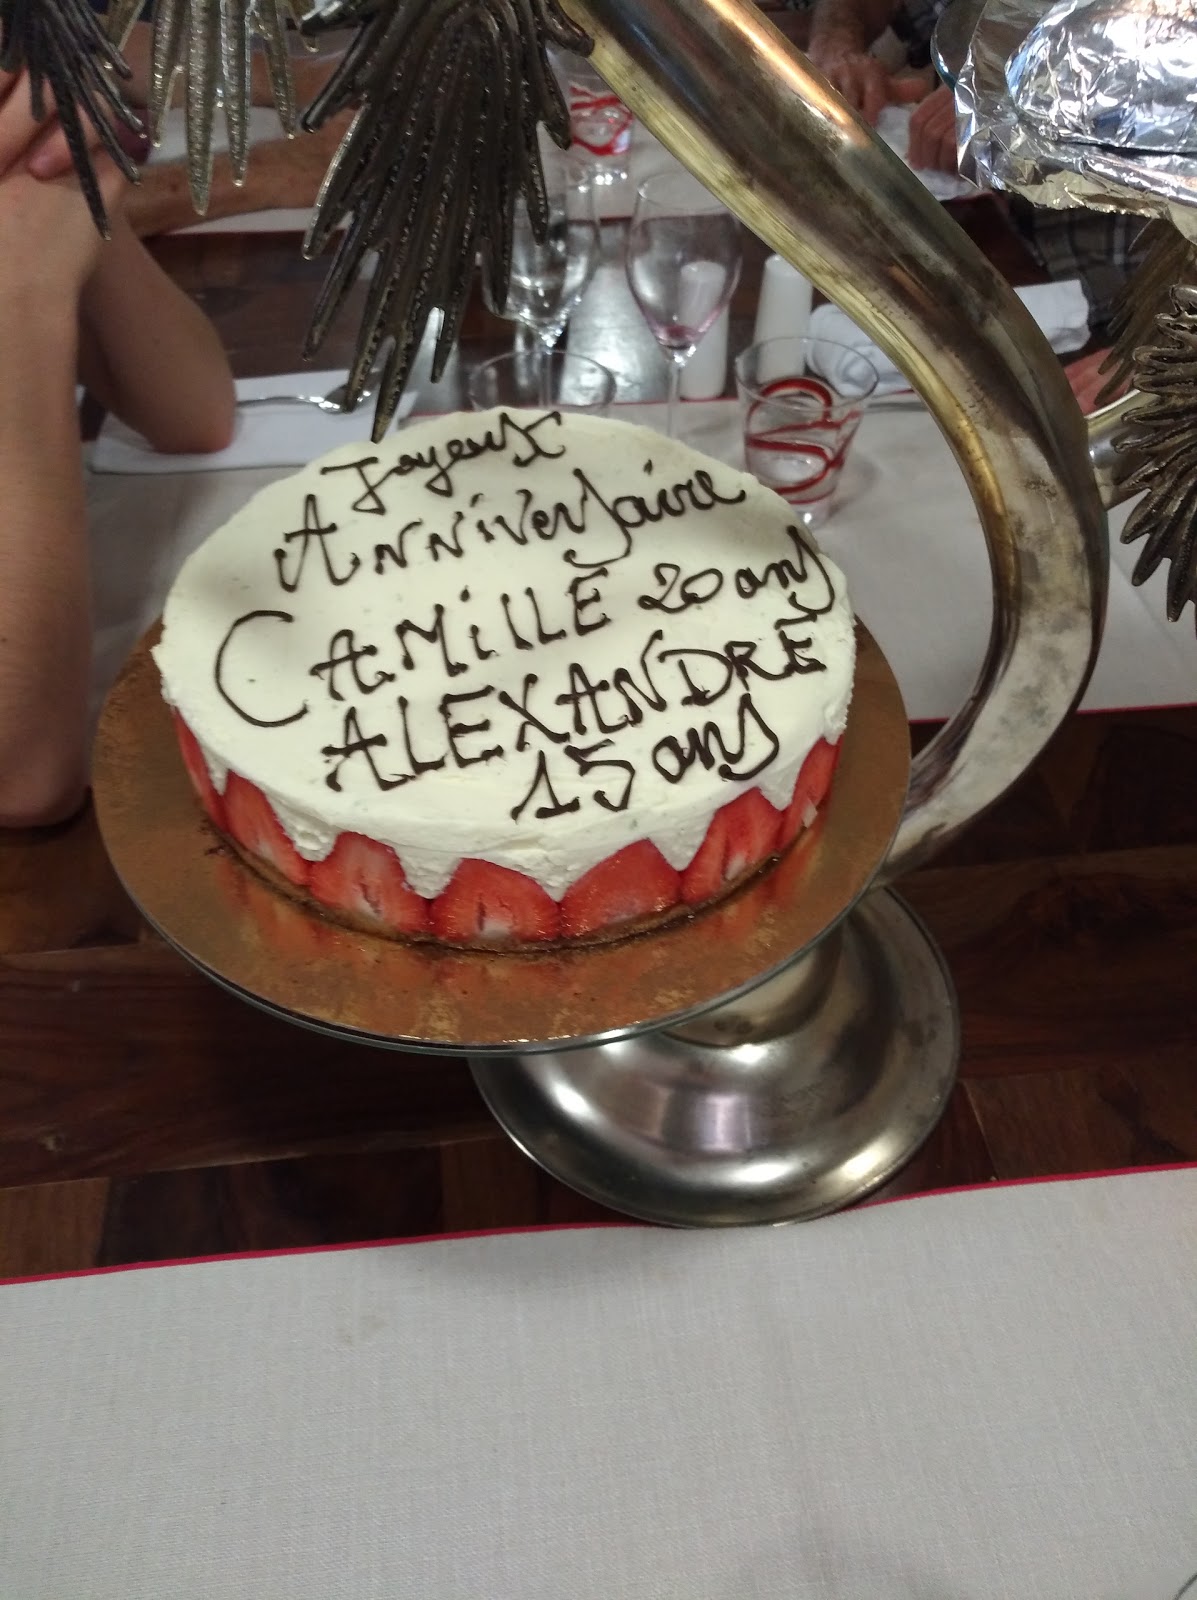 Joyeux
Anniversaire
CAMiLLE 20 ans
ALEXANDRE
15 ans